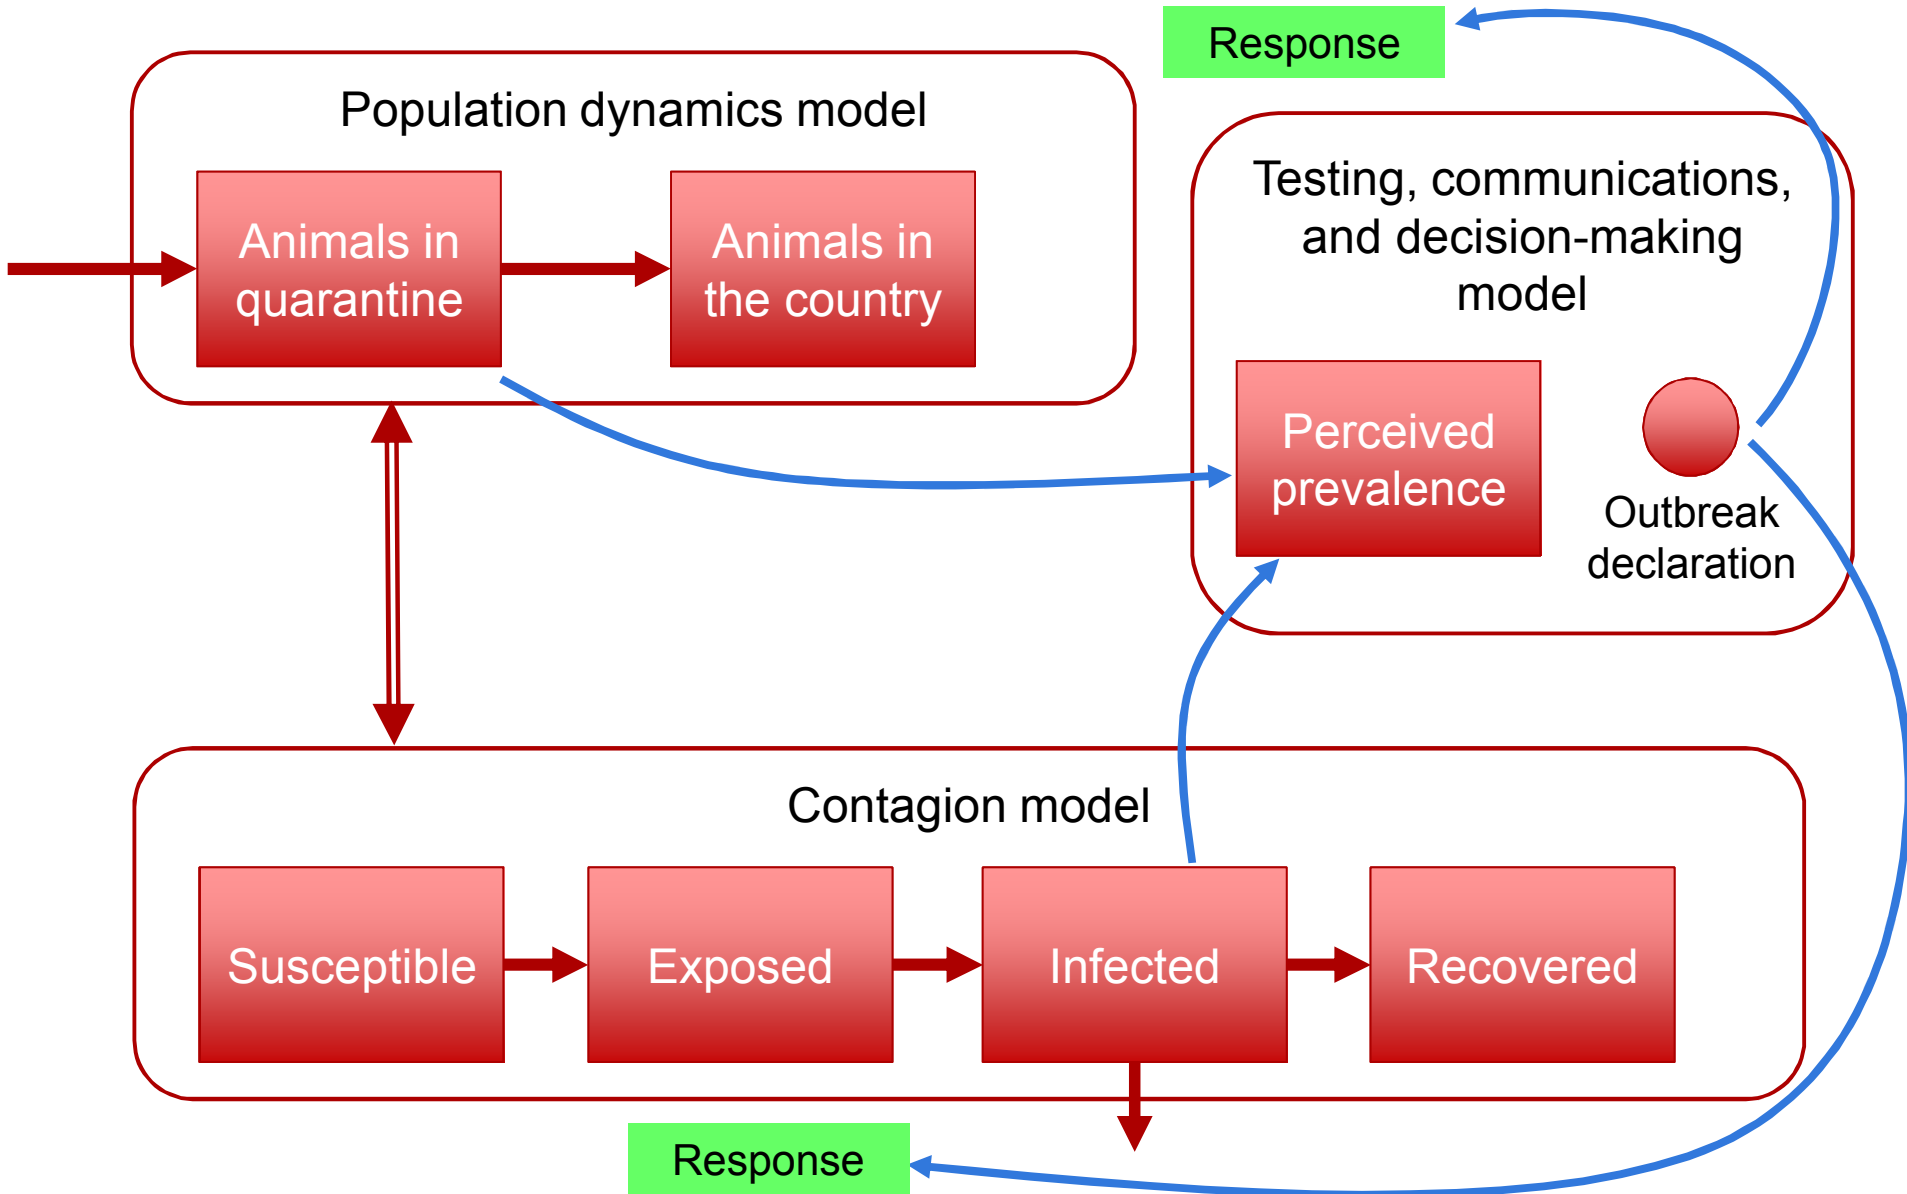 Response
Population dynamics model
Animals in
quarantine
Animals in
the country
Testing, communications,
and decision-making
model
Perceived
prevalence
Outbreak
declaration
Contagion model
Susceptible
Exposed
Infected
Recovered
Response